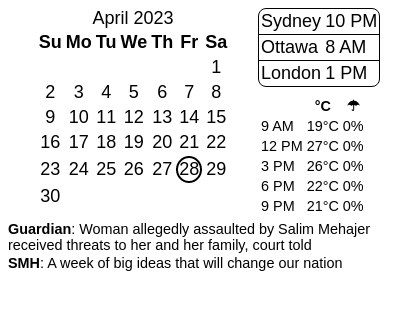 April 2023
Su Mo Tu We Th Fr Sa
1
2 3 4 5 6 7 8
9 10 11 12 13 14 15
16 17 18 19 20 21 22
23 24 25 26 27 28 29
30
Sydney 10 PM
Ottawa 8 AM
London 1 PM
°C ☂
9 AM 19°C 0%
12 PM 27°C 0%
3 PM 26°C 0%
6 PM 22°C 0%
9 PM 21°C 0%
Guardian: Woman allegedly assaulted by Salim Mehajer
received threats to her and her family, court told
SMH: A week of big ideas that will change our nation